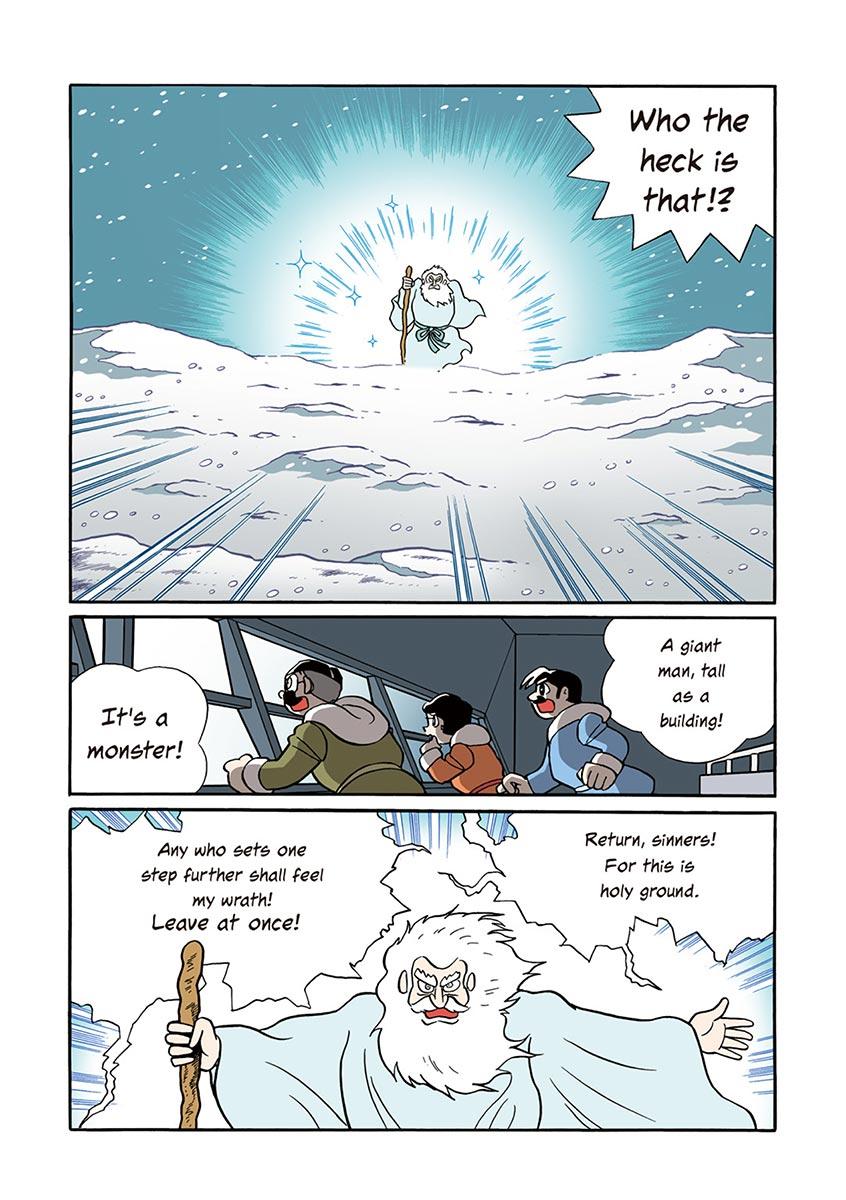 Who the
heck is
that!?
A giant
man, tall
as a
building!
It's a
monster!
Return, sinners!
For this is
holy ground.
Any who sets one
step further shall feel
my wrath!
Leave at once!